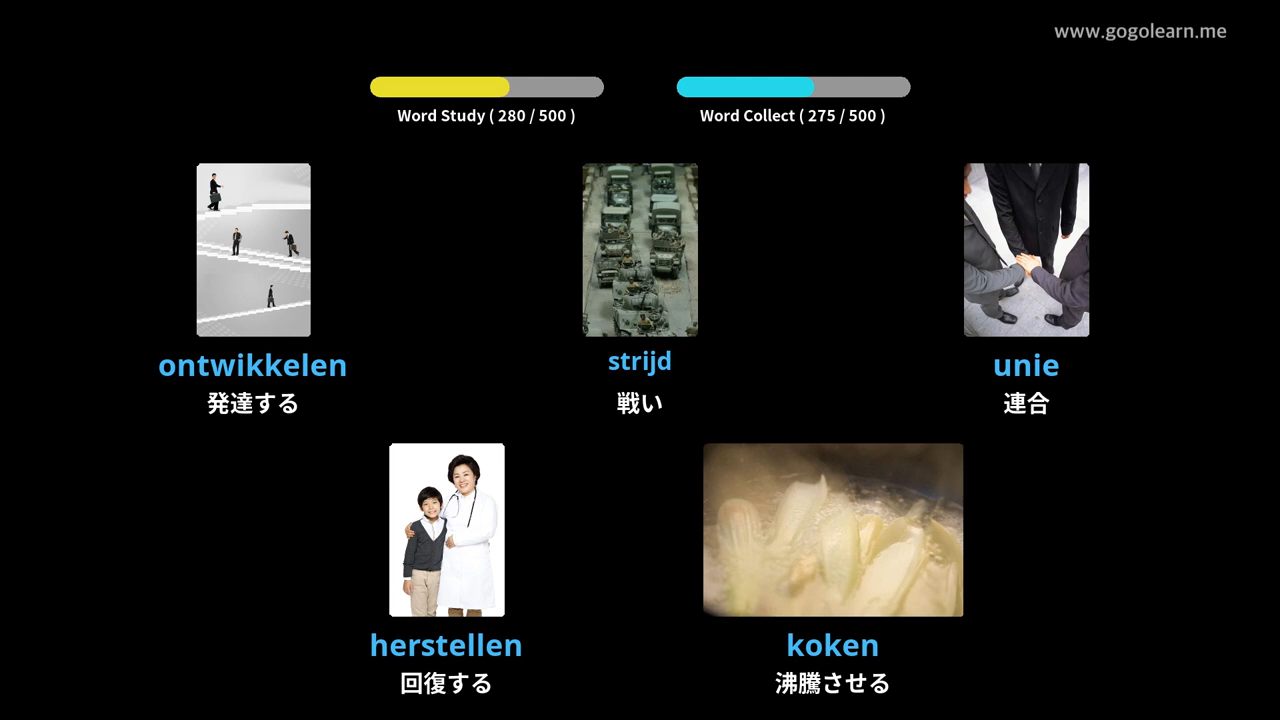 www.gogolearn.me
Word Study ( 280 / 500 )
Word Collect ( 275 / 500 )
ontwikkelen
発達する
strijd
戦い
unie
連合
herstellen
回復する
koken
沸騰させる